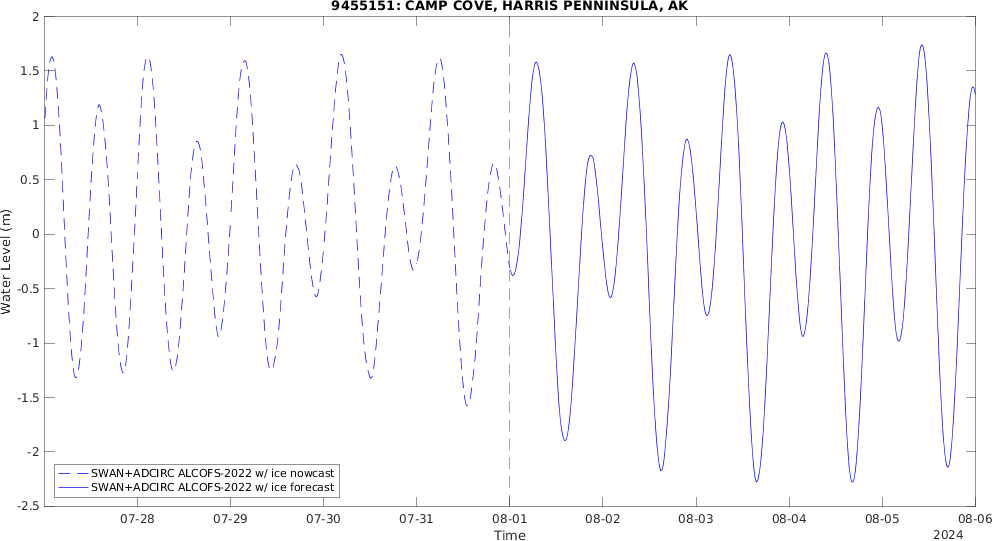 9455151: CAMP COVE, HARRIS PENNINSULA, AK
2
1.5
1
0.5
0
-0.5
-1
-1.5
-2
-2.5
Water Level (m)
SWAN+ADCIRC ALCOFS-2022 w/ ice nowcast
SWAN+ADCIRC ALCOFS-2022 w/ ice forecast
07-28 07-29 07-30 07-31 08-01 08-02 08-03 08-04 08-05 08-06
Time
2024